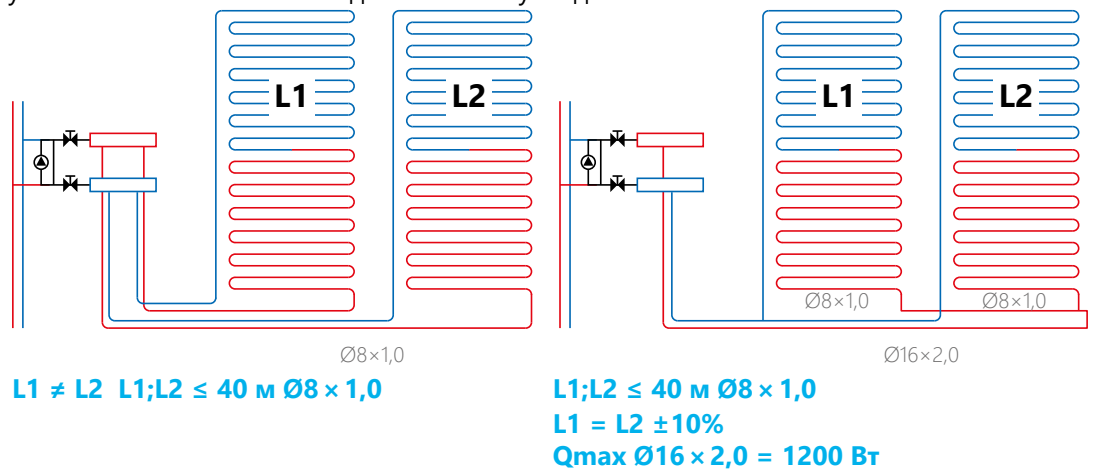 L1
L2
L1
L2
Ø8×1,0
Ø8×1,0
Ø8×1,0
Ø16×2,0
L1 ≠ L2 L1;L2 ≤ 40 м Ø8 × 1,0
L1;L2 ≤ 40 м Ø8 × 1,0
L1 = L2 ±10%
Qmax Ø16 × 2,0 = 1200 Вт